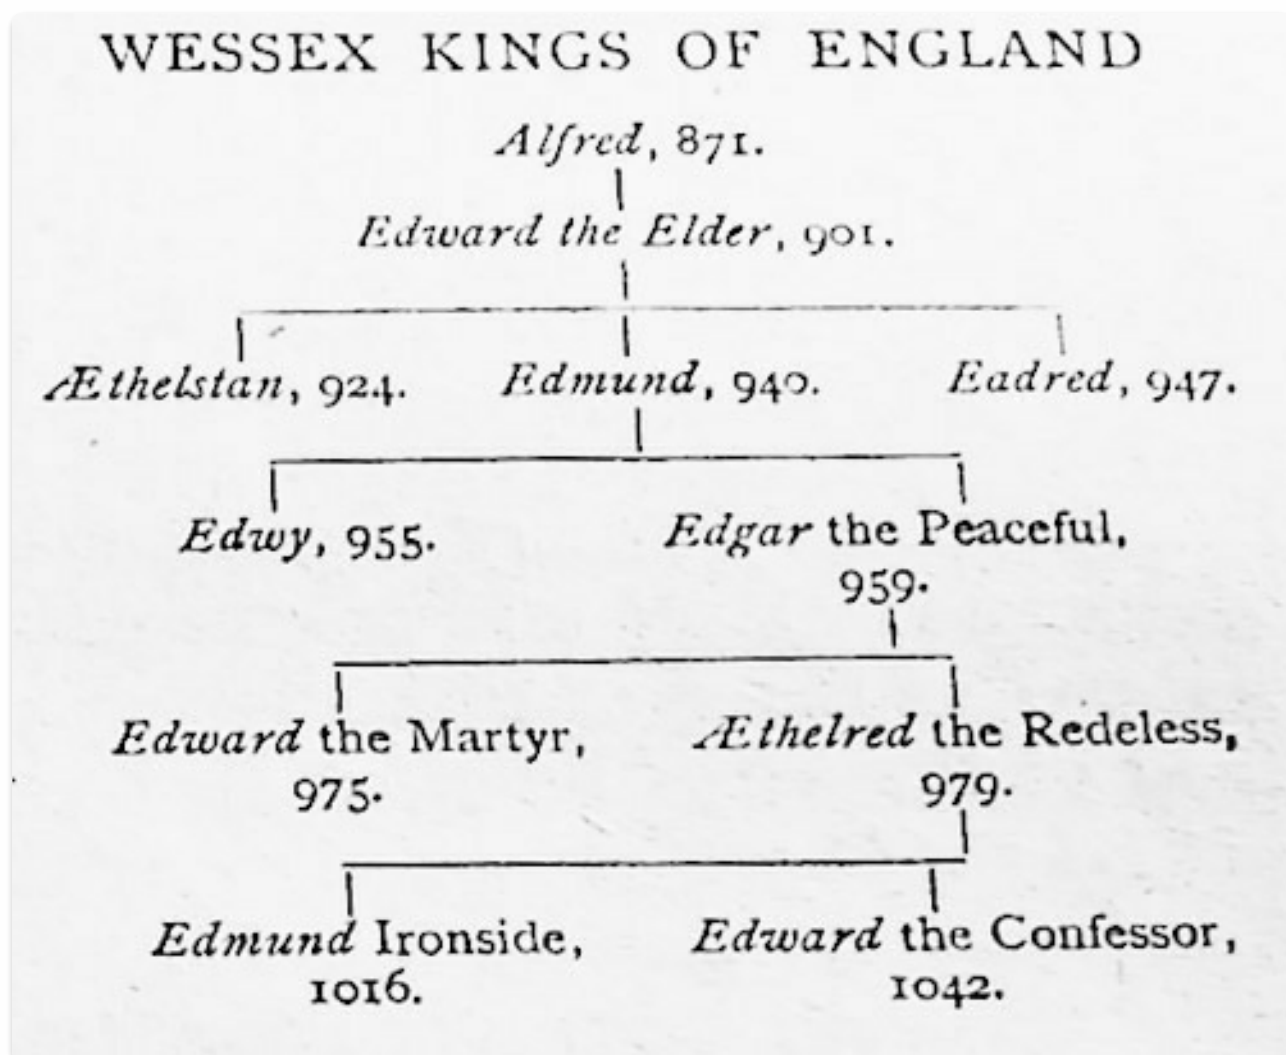 WESSEX KINGS OF ENGLAND
Alfred, 871.
Edward the Elder, 901.
Æthelstan, 924. Edmund, 940. Eadred, 947.
Edwy, 955. Edgar the Peaceful,
959.
Edward the Martyr, Æthelred the Redeless,
975. 979.
Edmund Ironside, Edward the Confessor,
1016. 1042.